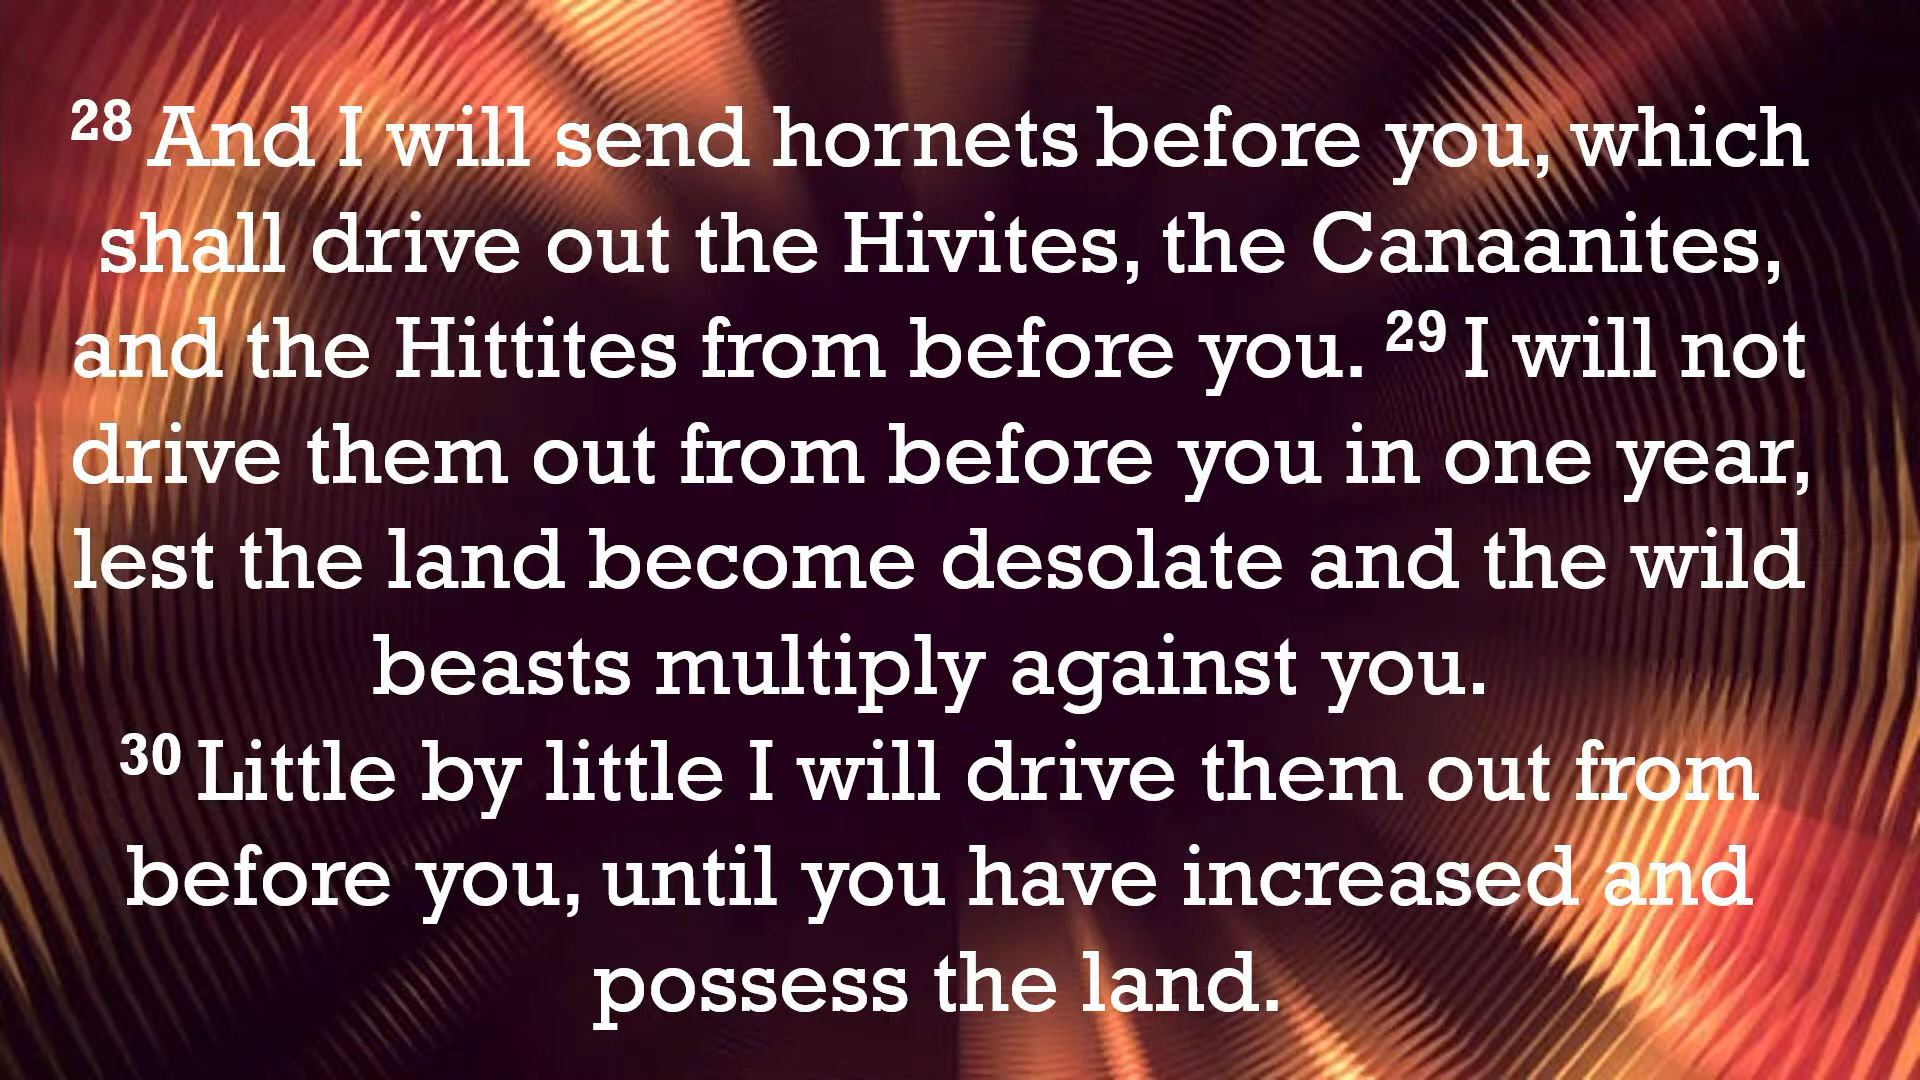 28 And I will send hornets before you, which
shall drive out the Hivites, the Canaanites,
and the Hittites from before you. 29 I will not
drive them out from before you in one year,
lest the land become desolate and the wild
beasts multiply against you.
30 Little by little I will drive them out from
before you, until you have increased and
possess the land.